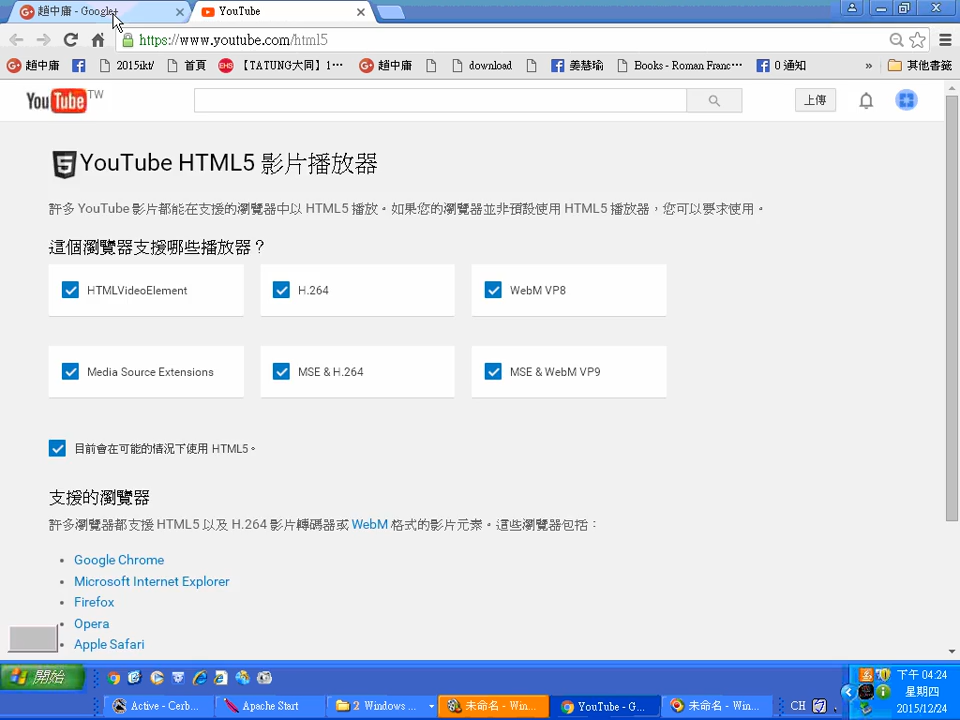 趙中庸 - Google+
YouTube
https://www.youtube.com/html5
趙中庸
2015ikt/
首頁
【TATUNG大同】1…
趙中庸
download
姜慧瑜
Books - Roman Franc…
0 通知
»
其他書籤
YouTube TW
上傳
YouTube HTML5 影片播放器
許多 YouTube 影片都能在支援的瀏覽器中以 HTML5 播放。如果您的瀏覽器並非預設使用 HTML5 播放器，您可以要求使用。
這個瀏覽器支援哪些播放器？
HTMLVideoElement
H.264
WebM VP8
Media Source Extensions
MSE & H.264
MSE & WebM VP9
目前會在可能的情況下使用 HTML5。
支援的瀏覽器
許多瀏覽器都支援 HTML5 以及 H.264 影片轉碼器或 WebM 格式的影片元素。這些瀏覽器包括：
• Google Chrome
• Microsoft Internet Explorer
• Firefox
• Opera
• Apple Safari
開始
下午 04:24
星期四
2015/12/24
Active - Cerb...
Apache Start
2 Windows ...
未命名 - Win...
YouTube - G...
未命名 - Win...
CH